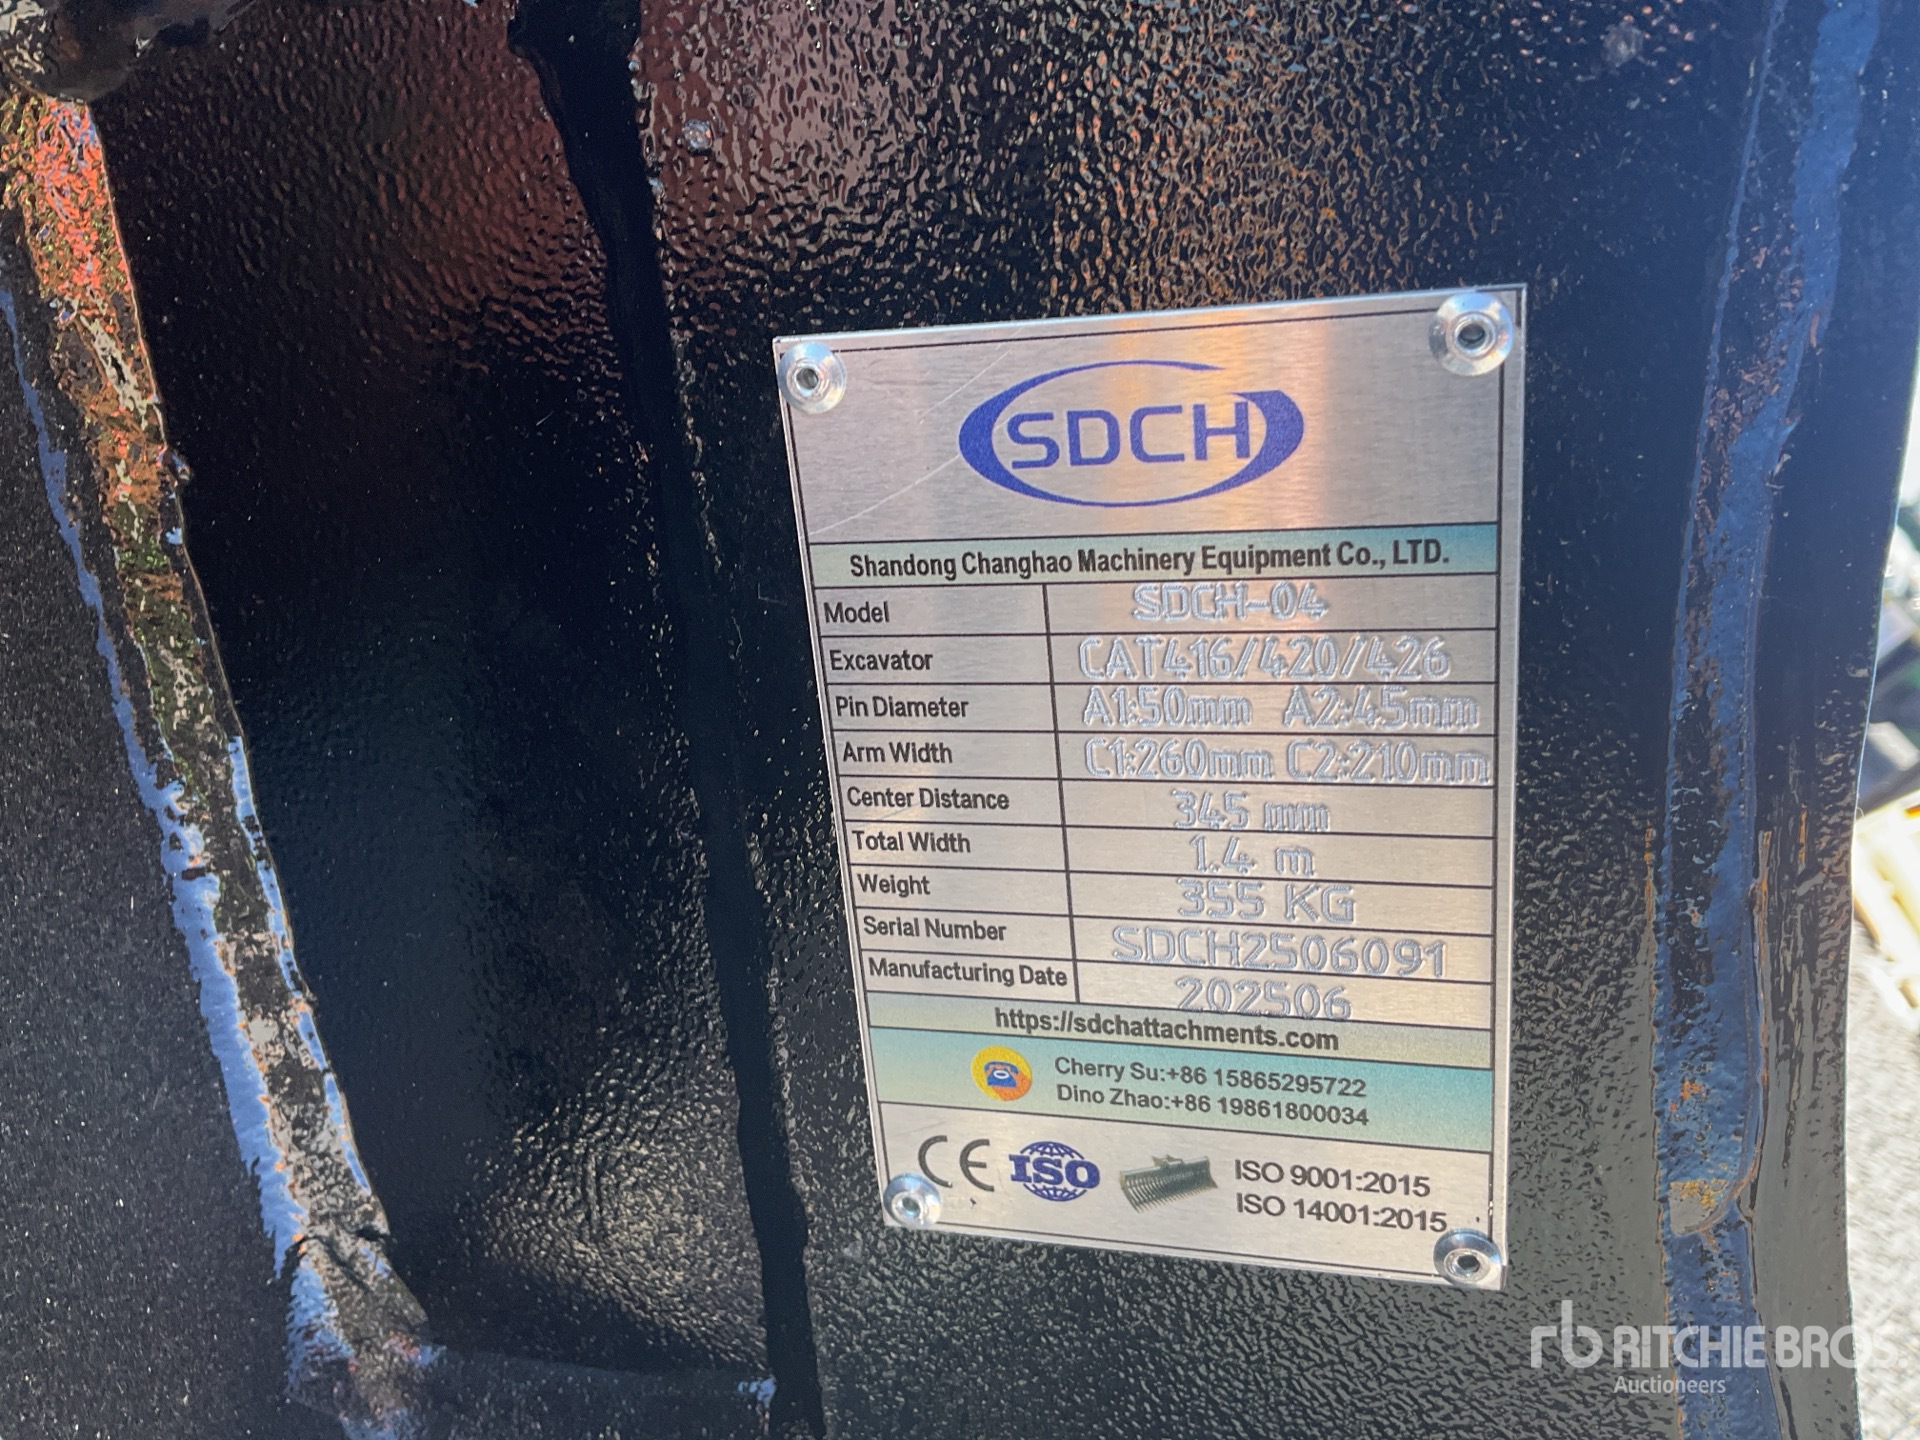 SDCH
Shandong Changhao Machinery Equipment Co., LTD.
Model SDCH-04
Excavator CAT416/420/426
Pin Diameter A1:50mm A2:45mm
Arm Width C1:260mm C2:210mm
Center Distance 345 mm
Total Width 1.4 m
Weight 355 KG
Serial Number SDCH2506091
Manufacturing Date 202506
https://sdchattachments.com
Cherry Su:+86 15865295722
Dino Zhao:+86 19861800034
CE ISO ISO 9001:2015
ISO 14001:2015
rb RITCHIE BROS.
Auctioneers